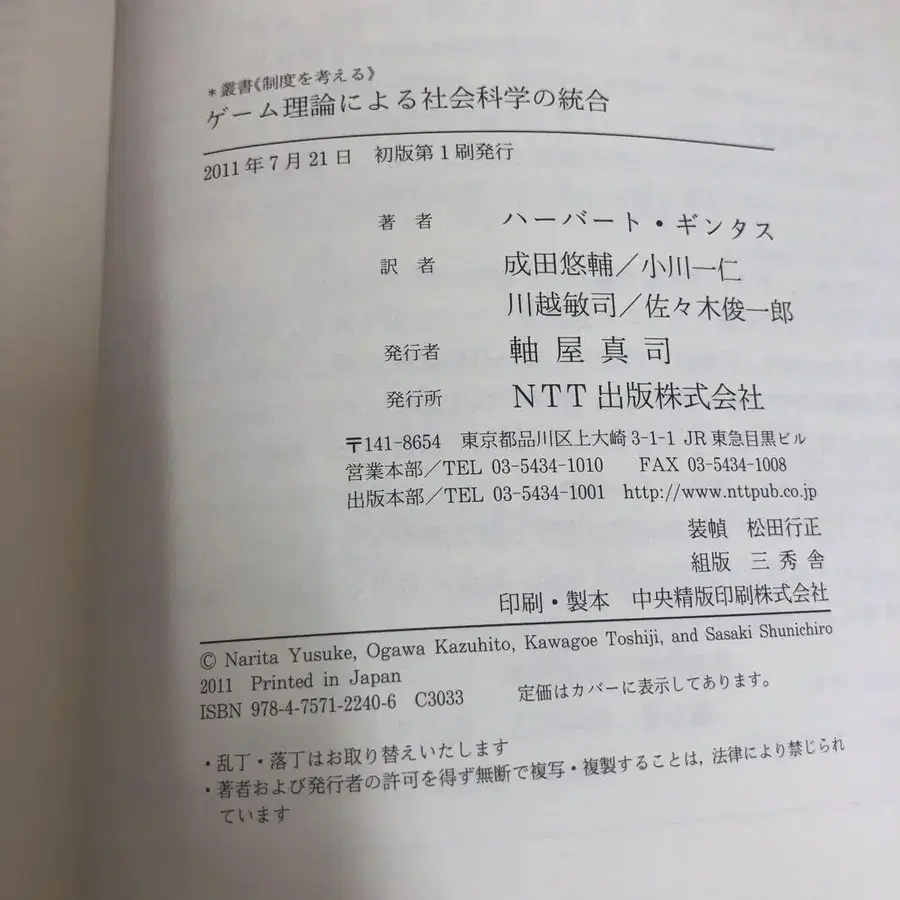 *叢書《制度を考える》
ゲーム理論による社会科学の統合
2011年7月21日 初版第1刷発行
著者 ハーバート・ギンタス
訳者 成田悠輔／小川一仁
川越敏司／佐々木俊一郎
発行者 軸屋真司
発行所 NTT出版株式会社
〒141-8654 東京都品川区上大崎3-1-1 JR東急目黒ビル
営業本部／TEL 03-5434-1010 FAX 03-5434-1008
出版本部／TEL 03-5434-1001 http://www.nttpub.co.jp
装幀 松田行正
組版 三秀舎
印刷・製本 中央精版印刷株式会社
© Narita Yusuke, Ogawa Kazuhito, Kawagoe Toshiji, and Sasaki Shunichiro
2011 Printed in Japan
ISBN 978-4-7571-2240-6 C3033 定価はカバーに表示してあります。
・乱丁・落丁はお取り替えいたします
・著者および発行者の許可を得ず無断で複写・複製することは，法律により禁じられ
ています